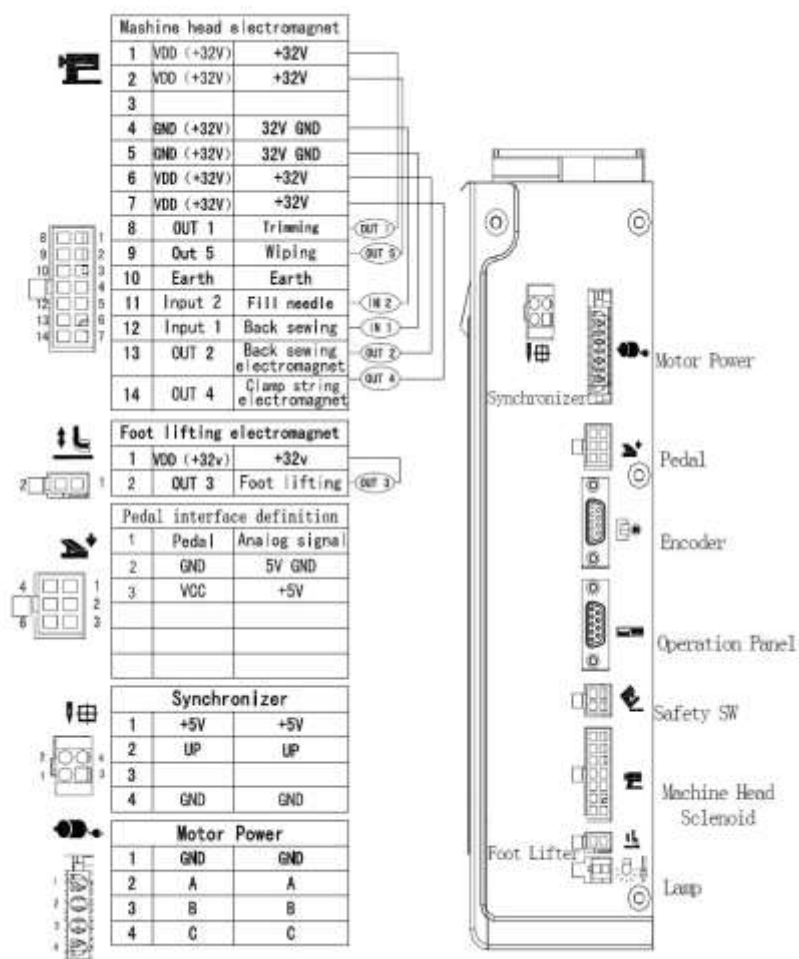 Mashine head electromagnet
1 VDD (+32V) +32V
2 VDD (+32V) +32V
3
4 GND (+32V) 32V GND
5 GND (+32V) 32V GND
6 VDD (+32V) +32V
7 VDD (+32V) +32V
8 OUT 1 Trimming OUT 1
9 Out 5 Wiping OUT 5
10 Earth Earth
11 Input 2 Fill needle IN 2
12 Input 1 Back sewing IN 1
13 OUT 2 Back sewing electromagnet OUT 2
14 OUT 4 Clamp string electromagnet OUT 4
8 1
9 2
10 3
4
12 5
13 6
14 7
Foot lifting electromagnet
1 VDD (+32v) +32v
2 OUT 3 Foot lifting OUT 3
2 1
Pedal interface definition
1 Pedal Analog signal
2 GND 5V GND
3 VCC +5V
4 1
2
6 3
Synchronizer
1 +5V +5V
2 UP UP
3
4 GND GND
2 4
1 3
Motor Power
1 GND GND
2 A A
3 B B
4 C C
1
2
3
4
Motor Power
Synchronizer
Pedal
Encoder
Operation Panel
Safety SW
Machine Head
Sclenoid
Foot Lifter
Lamp